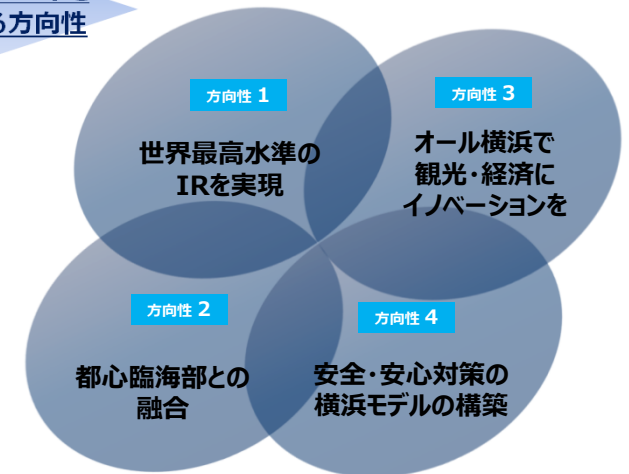 る方向性
方向性 1
世界最高水準の
IRを実現
方向性 3
オール横浜で
観光・経済に
イノベーションを
方向性 2
都心臨海部との
融合
方向性 4
安全・安心対策の
横浜モデルの構築